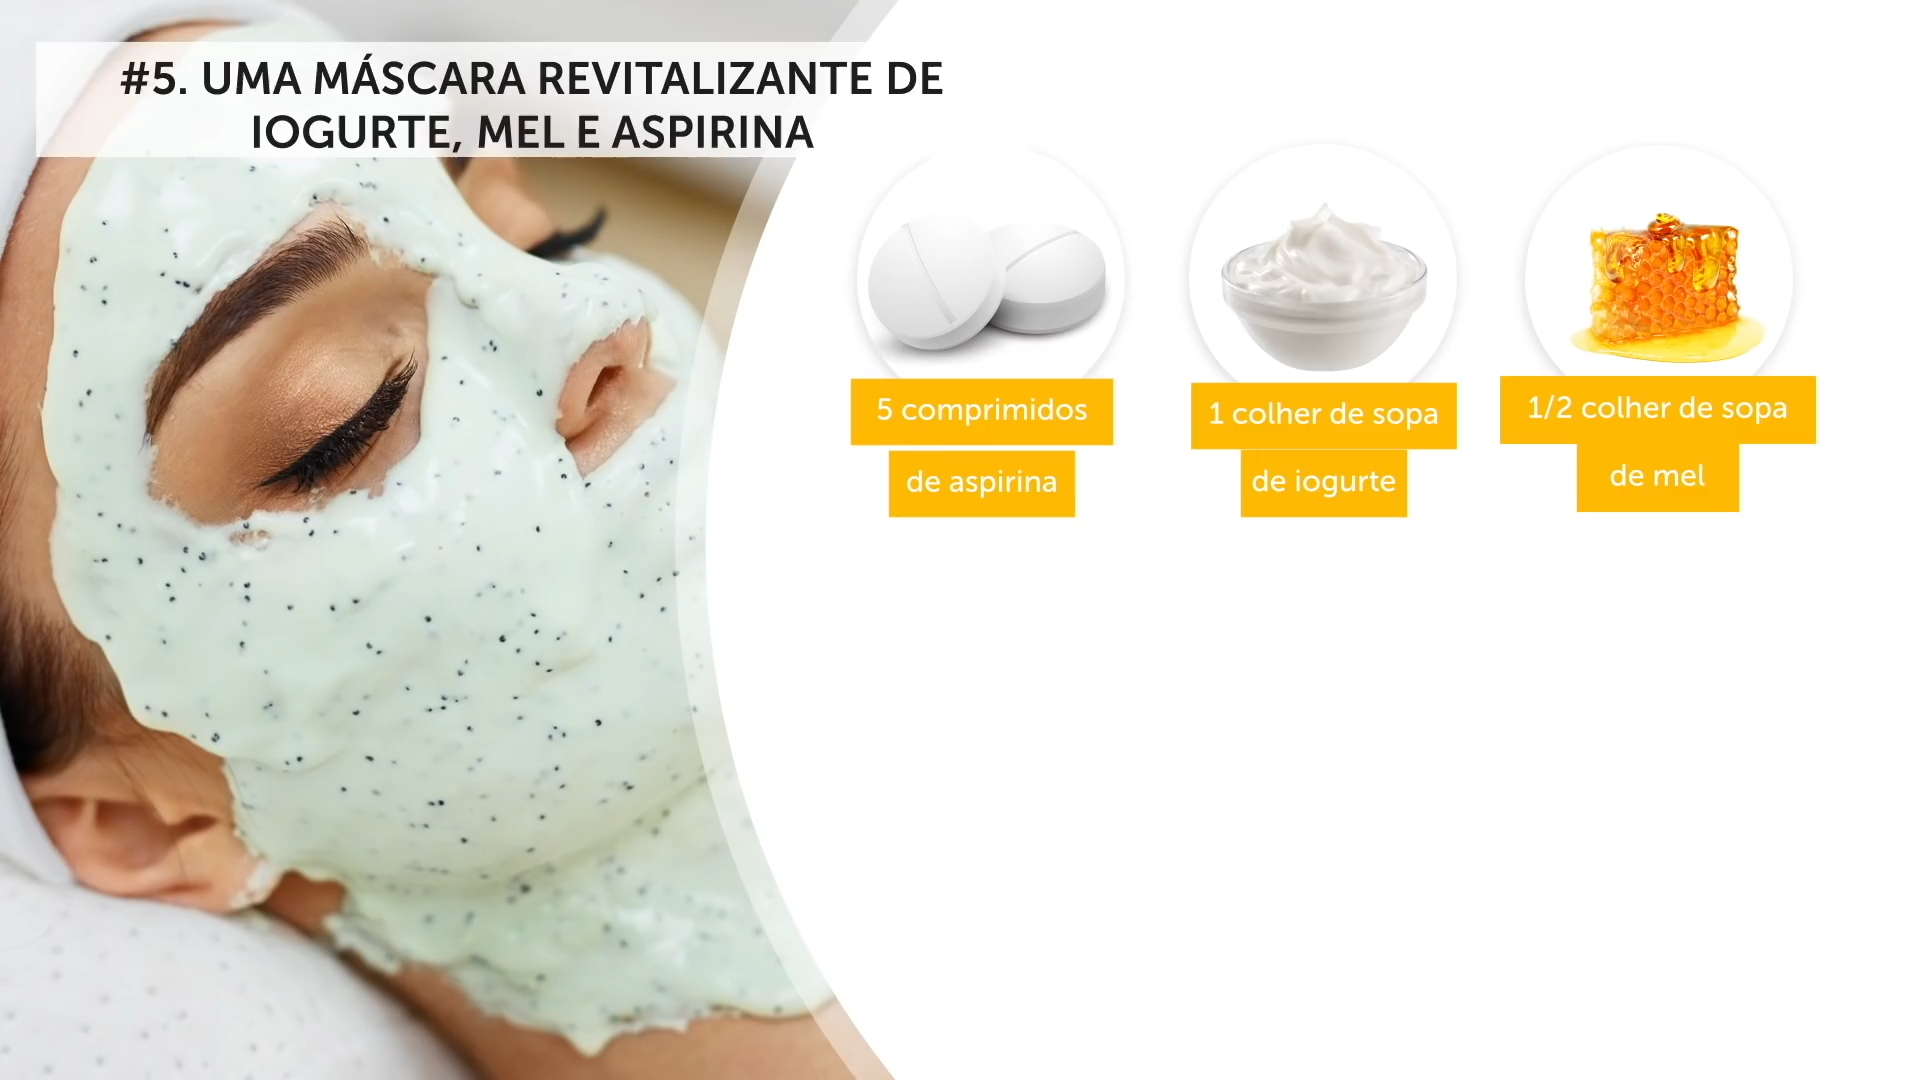 #5. UMA MÁSCARA REVITALIZANTE DE
IOGURTE, MEL E ASPIRINA
5 comprimidos
de aspirina
1 colher de sopa
de iogurte
1/2 colher de sopa
de mel